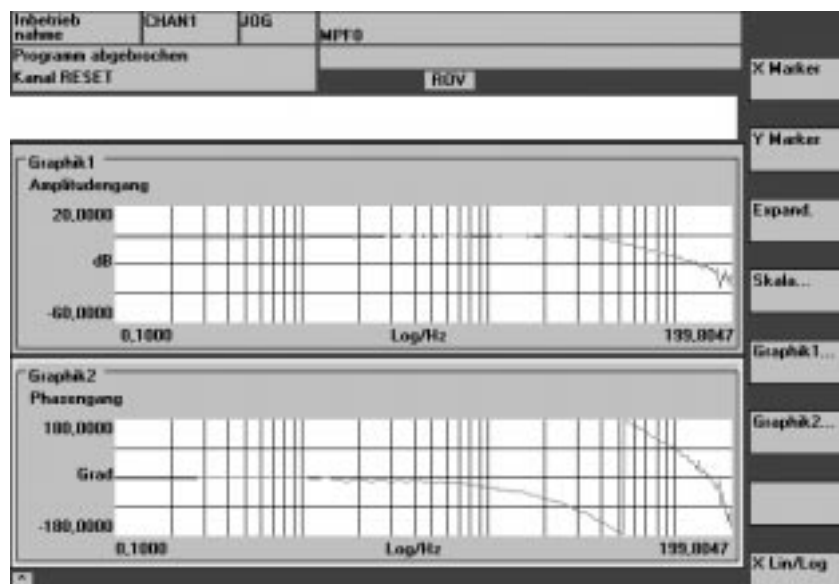 Inbetrieb
nahme
CHAN1
JOG
MPF0
Programm abgebrochen
Kanal RESET
ROV
X Marker
Y Marker
Expand.
Skala...
Graphik1...
Graphik2...
X Lin/Log
Graphik1
Amplitudengang
20,0000
dB
-60,0000
0,1000
Log/Hz
199,8047
Graphik2
Phasengang
180,0000
Grad
-180,0000
0,1000
Log/Hz
199,8047
^